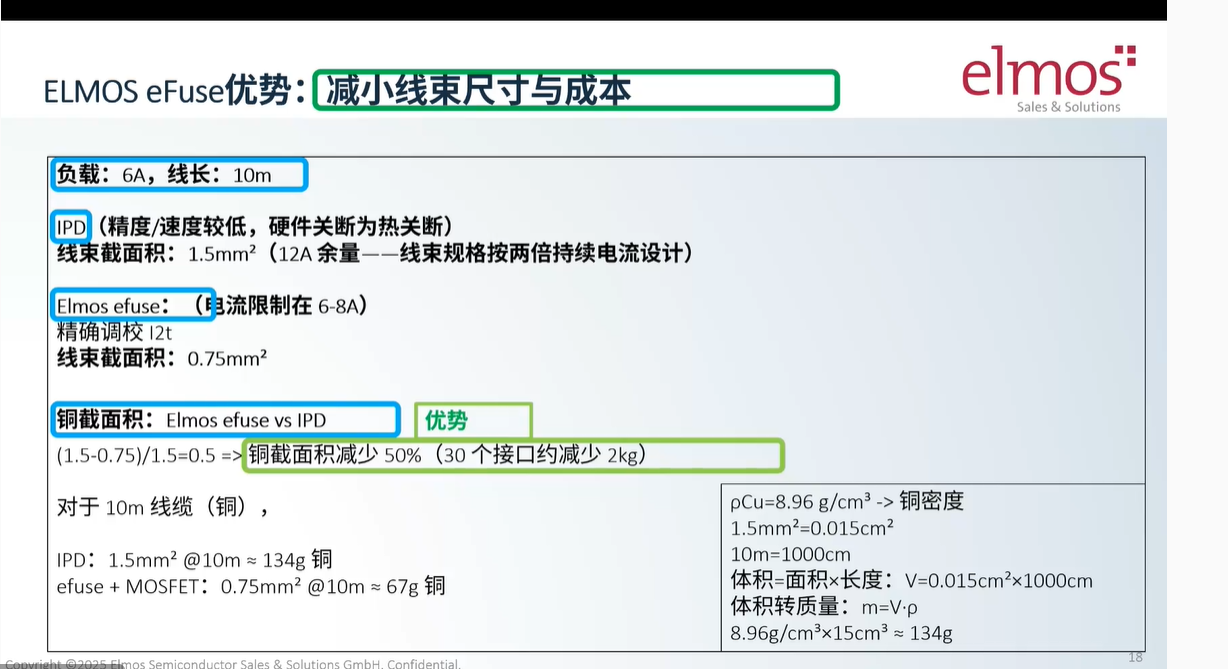 ELMOS eFuse优势：减小线束尺寸与成本
elmos
Sales & Solutions
负载：6A，线长：10m
IPD（精度/速度较低，硬件关断为热关断）
线束截面积：1.5mm²（12A 余量——线束规格按两倍持续电流设计）
Elmos efuse：（电流限制在 6-8A）
精确调校 I2t
线束截面积：0.75mm²
铜截面积：Elmos efuse vs IPD
优势
(1.5-0.75)/1.5=0.5 =>铜截面积减少 50%（30 个接口约减少 2kg）
对于 10m 线缆（铜），
IPD：1.5mm² @10m ≈ 134g 铜
efuse + MOSFET：0.75mm² @10m ≈ 67g 铜
ρCu=8.96 g/cm³ -> 铜密度
1.5mm²=0.015cm²
10m=1000cm
体积=面积×长度：V=0.015cm²×1000cm
体积转质量：m=V·ρ
8.96g/cm³×15cm³ ≈ 134g
18
Copyright ©2025 Elmos Semiconductor Sales & Solutions GmbH. Confidential.